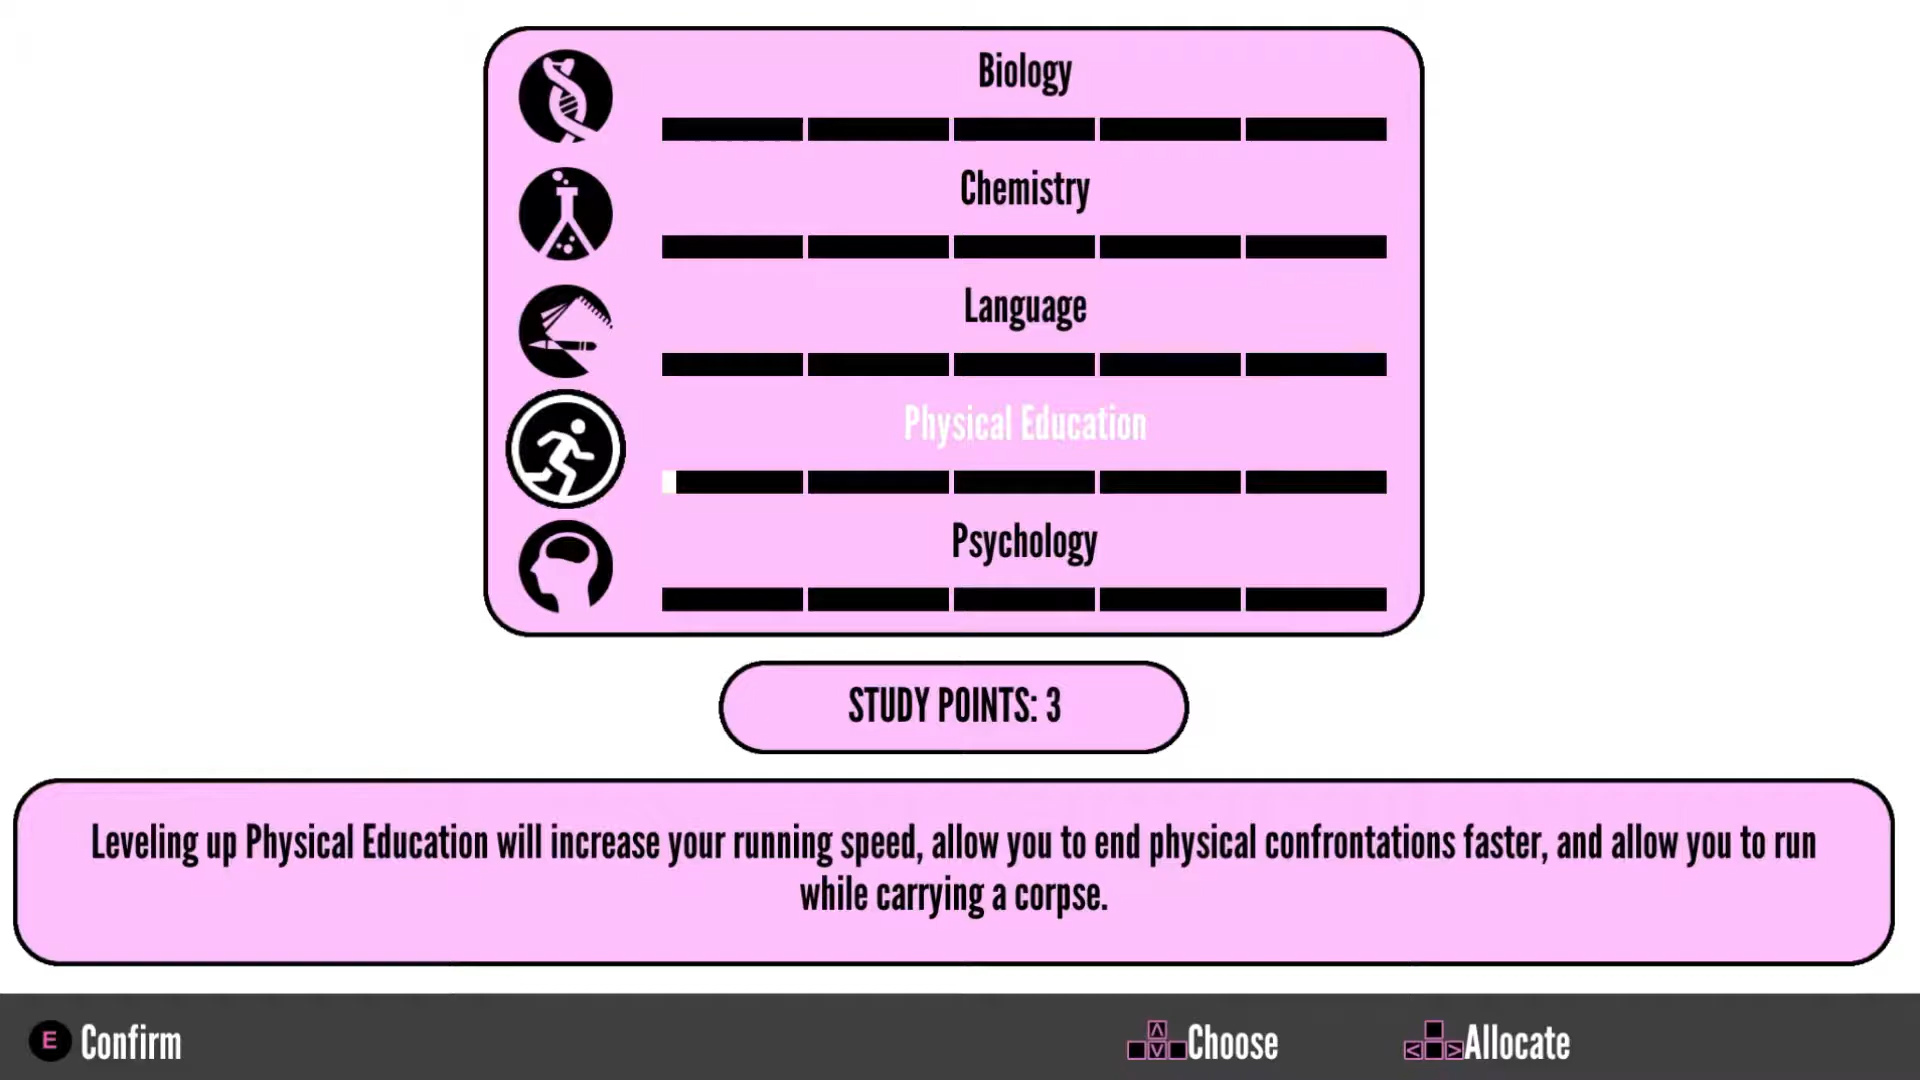 Biology
Chemistry
Language
Physical Education
Psychology
STUDY POINTS: 3
Leveling up Physical Education will increase your running speed, allow you to end physical confrontations faster, and allow you to run
while carrying a corpse.
E Confirm
Choose
Allocate